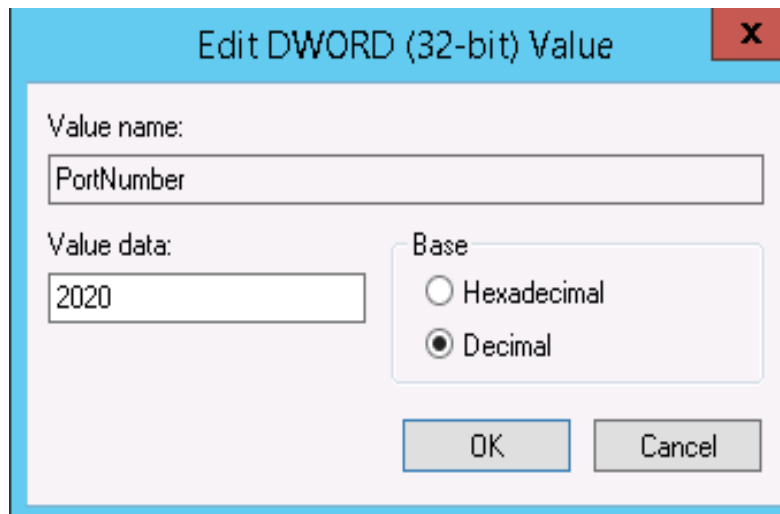 Edit DWORD (32-bit) Value
x
Value name:
PortNumber
Value data:
2020
Base
Hexadecimal
Decimal
OK
Cancel